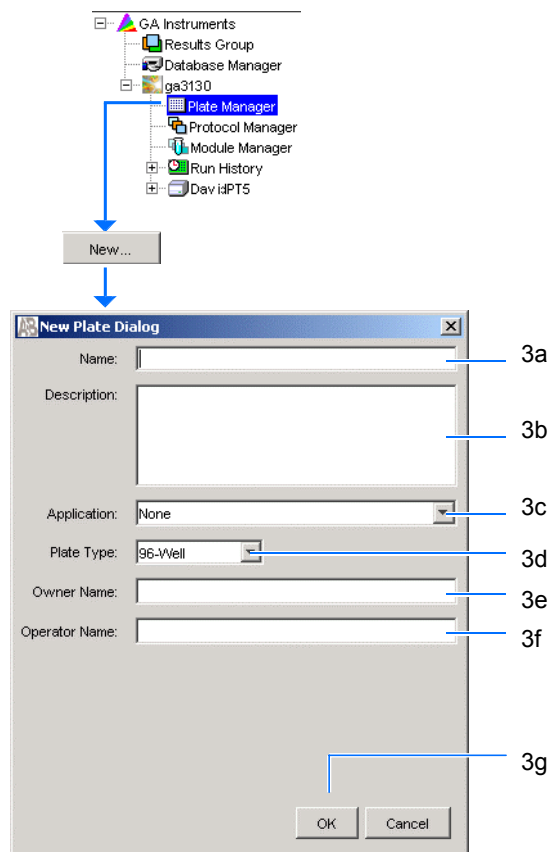 GA Instruments
Results Group
Database Manager
ga3130
Plate Manager
Protocol Manager
Module Manager
Run History
DavidPT5
New...
AB New Plate Dialog
Name: 3a
Description: 3b
Application: None 3c
Plate Type: 96-Well 3d
Owner Name: 3e
Operator Name: 3f
3g
OK Cancel